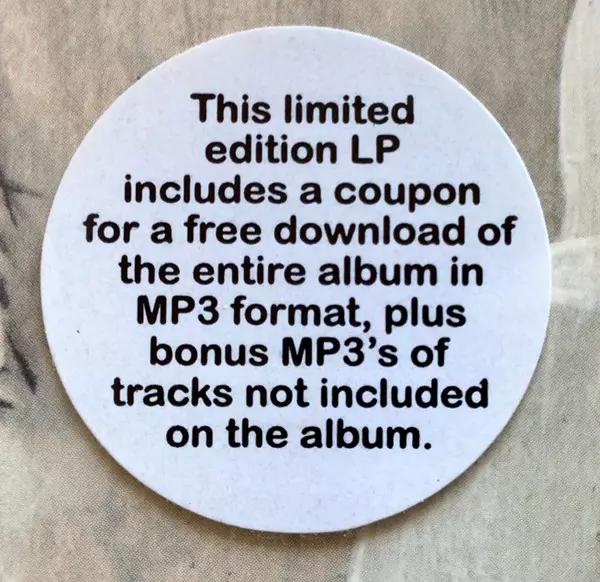 This limited
edition LP
includes a coupon
for a free download of
the entire album in
MP3 format, plus
bonus MP3’s of
tracks not included
on the album.